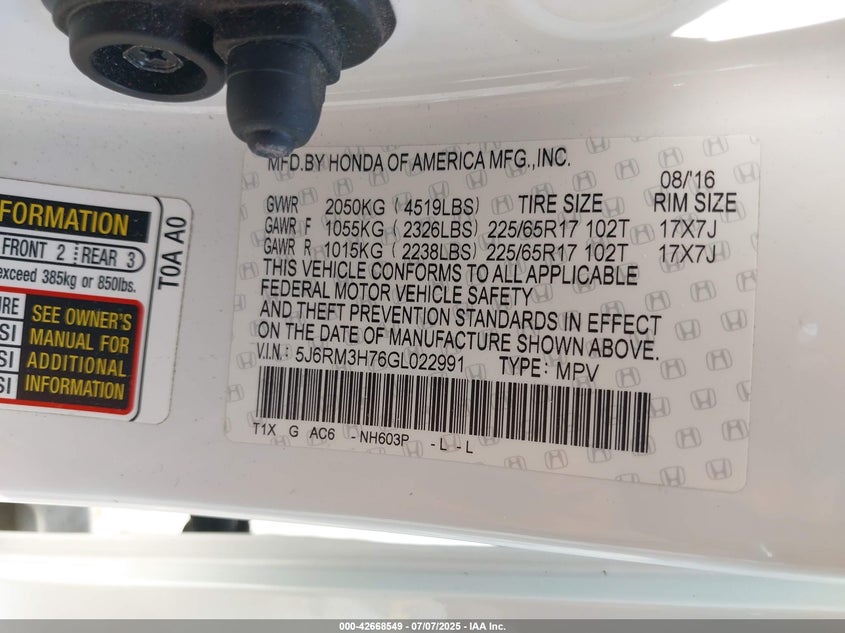 MFD.BY HONDA OF AMERICA MFG.,INC.
08/'16
GVWR 2050KG (4519LBS) TIRE SIZE RIM SIZE
GAWR F 1055KG (2326LBS) 225/65R17 102T 17X7J
GAWR R 1015KG (2238LBS) 225/65R17 102T 17X7J
THIS VEHICLE CONFORMS TO ALL APPLICABLE
FEDERAL MOTOR VEHICLE SAFETY
AND THEFT PREVENTION STANDARDS IN EFFECT
ON THE DATE OF MANUFACTURE SHOWN ABOVE.
V.I.N.: 5J6RM3H76GL022991 TYPE: MPV
T1X G AC6 -NH603P -L -L
FORMATION
FRONT 2 REAR 3
exceed 385kg or 850lbs.
SEE OWNER'S
MANUAL FOR
ADDITIONAL
INFORMATION
T0A A0
000-42668549 - 07/07/2025 - IAA Inc.